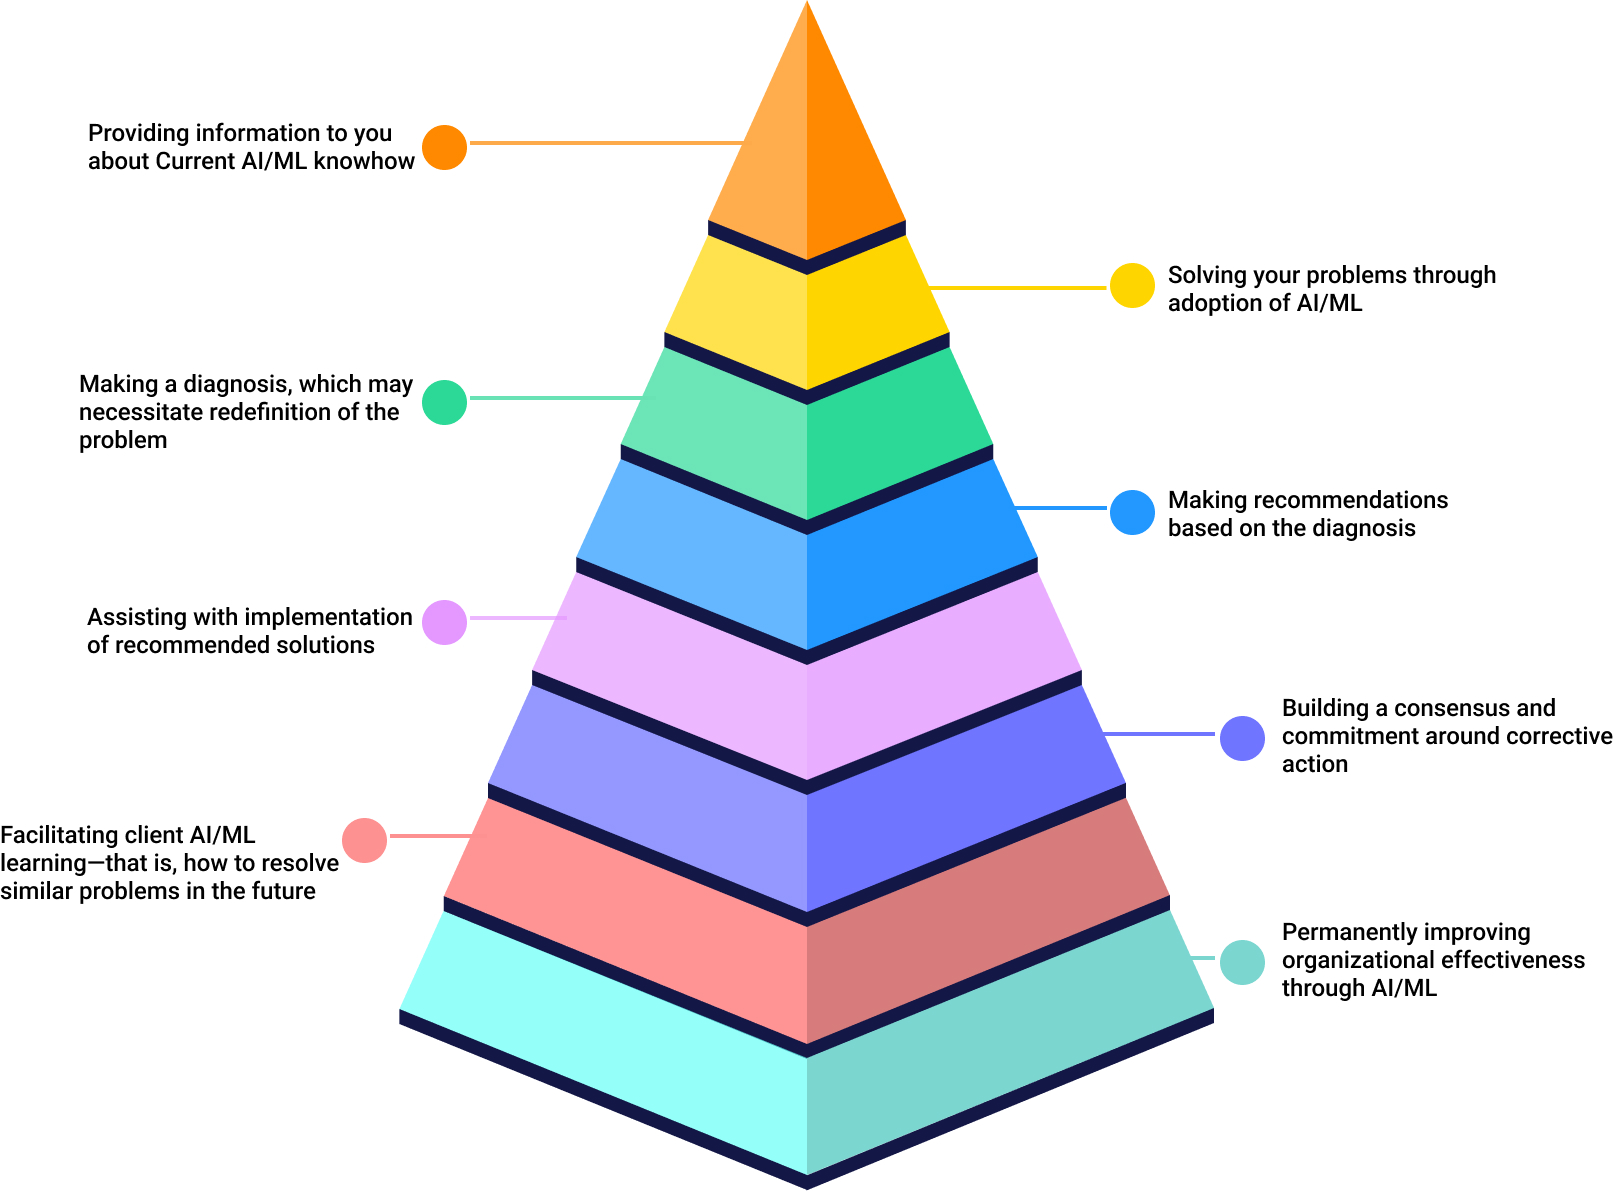 Providing information to you
about Current AI/ML knowhow
Solving your problems through
adoption of AI/ML
Making a diagnosis, which may
necessitate redefinition of the
problem
Making recommendations
based on the diagnosis
Assisting with implementation
of recommended solutions
Building a consensus and
commitment around corrective
action
Facilitating client AI/ML
learning—that is, how to resolve
similar problems in the future
Permanently improving
organizational effectiveness
through AI/ML